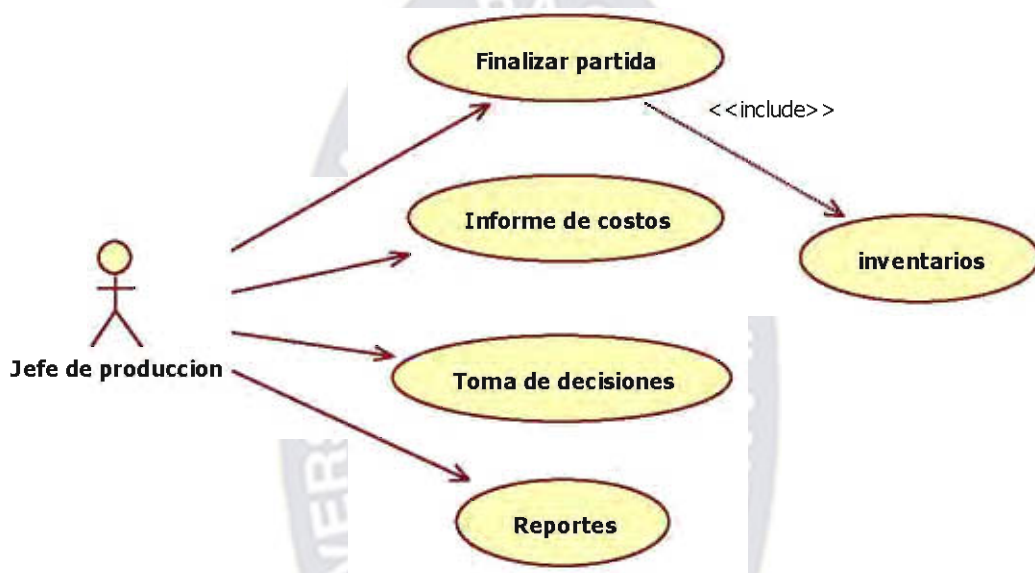 Finalizar partida
<<include>>
Informe de costos
inventarios
Jefe de produccion
Toma de decisiones
Reportes